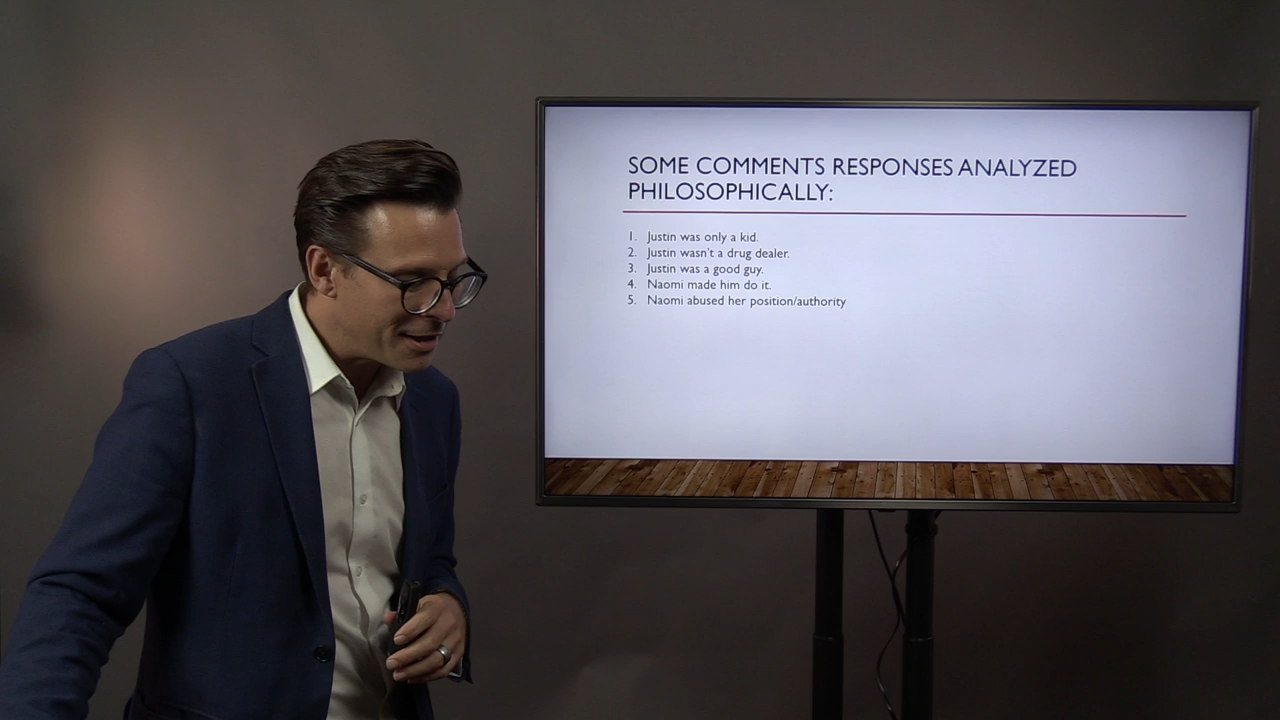 SOME COMMENTS RESPONSES ANALYZED
PHILOSOPHICALLY:
1. Justin was only a kid.
2. Justin wasn't a drug dealer.
3. Justin was a good guy.
4. Naomi made him do it.
5. Naomi abused her position/authority